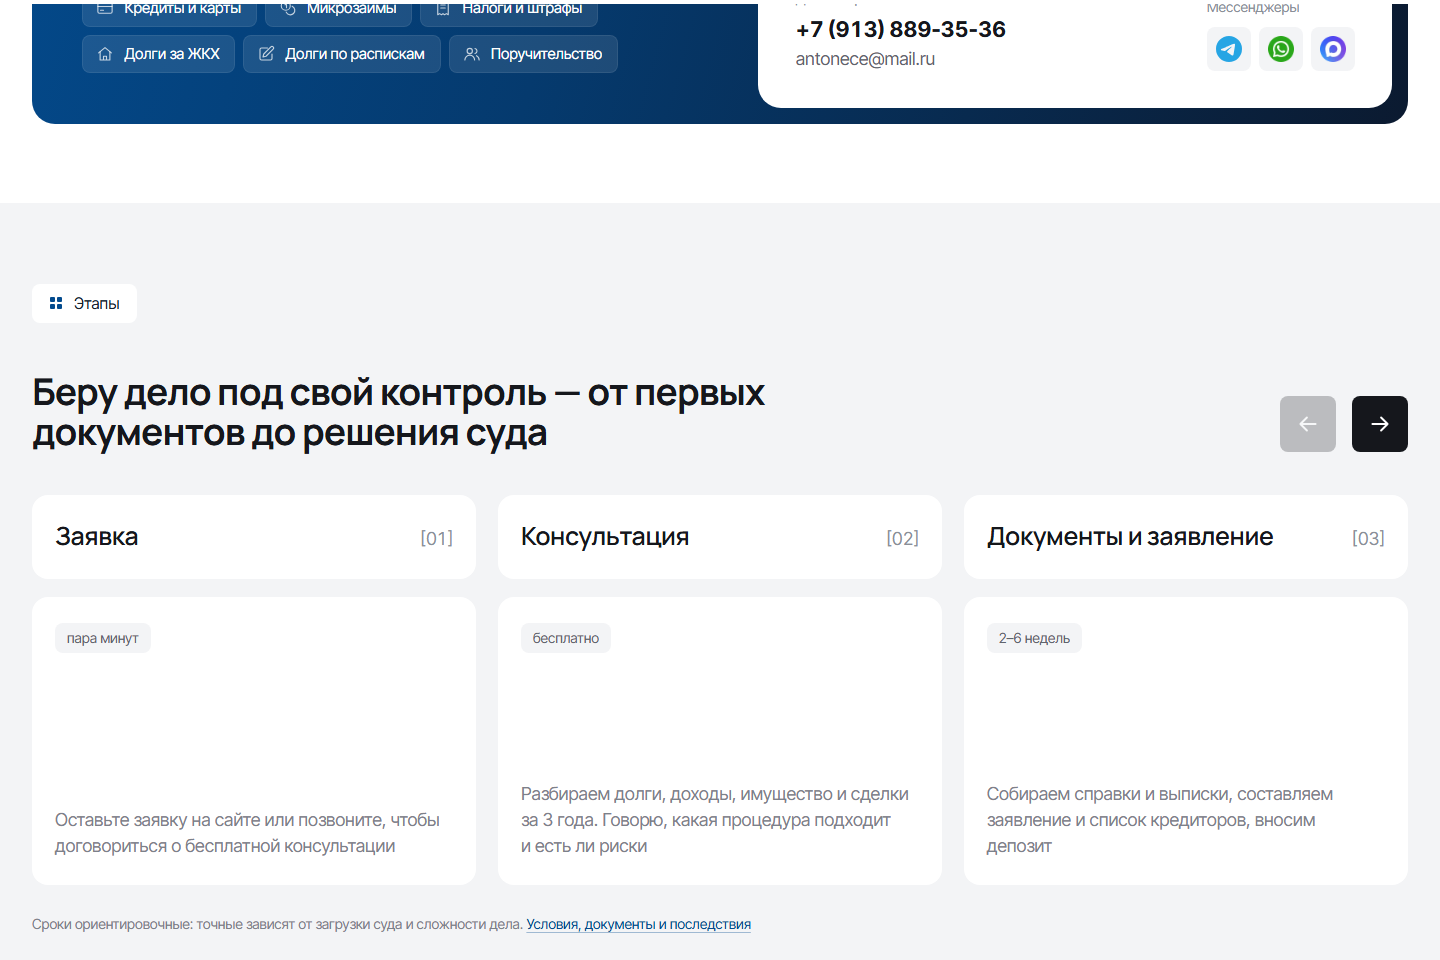 Кредиты и карты
Микрозаймы
Налоги и штрафы
Долги за ЖКХ
Долги по распискам
Поручительство
+7 (913) 889-35-36
antonece@mail.ru
Мессенджеры
Этапы
Беру дело под свой контроль — от первых
документов до решения суда
Заявка
[01]
Консультация
[02]
Документы и заявление
[03]
пара минут
Оставьте заявку на сайте или позвоните, чтобы
договориться о бесплатной консультации
бесплатно
Разбираем долги, доходы, имущество и сделки
за 3 года. Говорю, какая процедура подходит
и есть ли риски
2–6 недель
Собираем справки и выписки, составляем
заявление и список кредиторов, вносим
депозит
Сроки ориентировочные: точные зависят от загрузки суда и сложности дела. Условия, документы и последствия